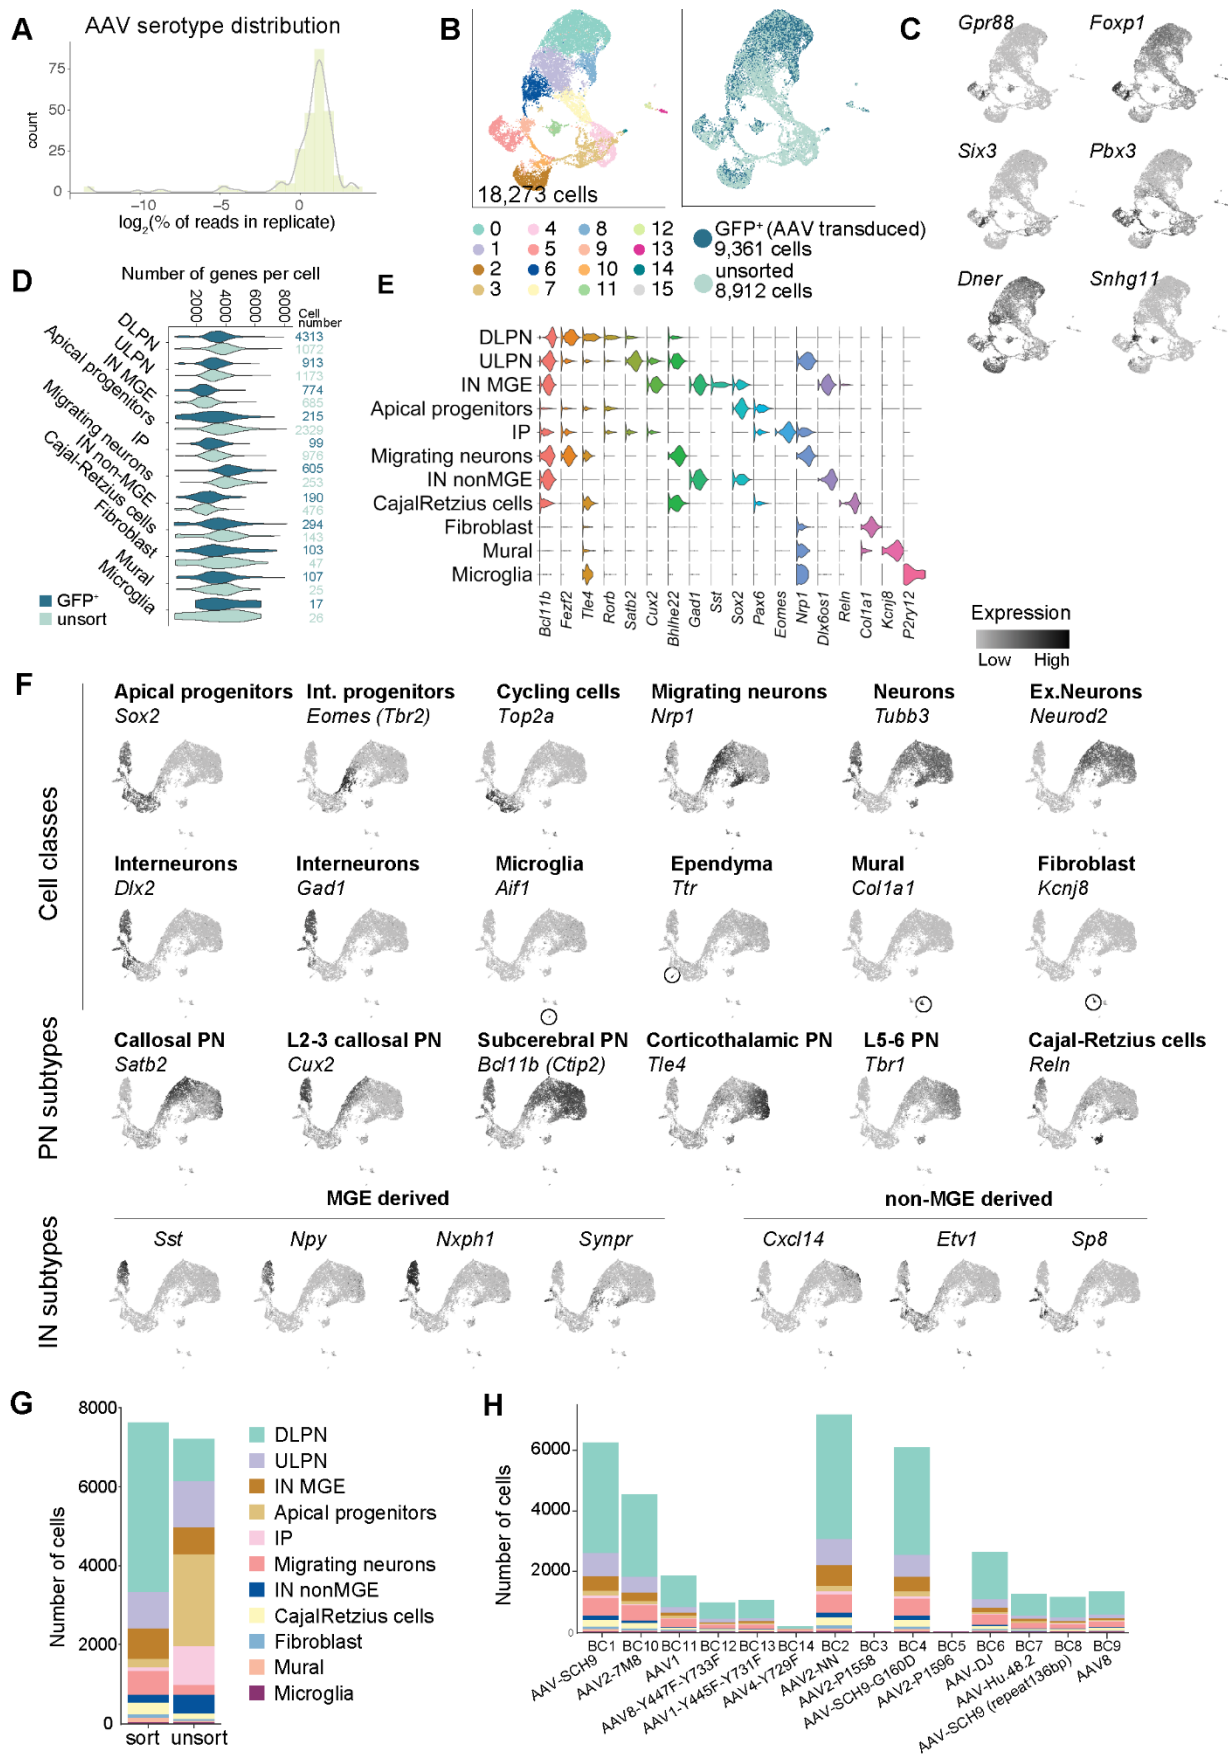 A
AAV serotype distribution
count
75
50
25
0
−10
−5
0
log2(% of reads in replicate)
B
18,273 cells
0
4
8
12
1
5
9
13
2
6
10
14
3
7
11
15
GFP+ (AAV transduced)
9,361 cells
unsorted
8,912 cells
C
Gpr88
Foxp1
Six3
Pbx3
Dner
Snhg11
D
Number of genes per cell
2000
4000
6000
8000
Cell
number
DLPN
ULPN
IN MGE
Apical progenitors
IP
Migrating neurons
IN non-MGE
Cajal-Retzius cells
Fibroblast
Mural
Microglia
4313
1072
913
1173
774
685
215
2329
99
976
605
253
190
476
294
143
103
47
107
25
17
26
GFP+
unsort
E
DLPN
ULPN
IN MGE
Apical progenitors
IP
Migrating neurons
IN nonMGE
CajalRetzius cells
Fibroblast
Mural
Microglia
Bcl11b
Fezf2
Tle4
Rorb
Satb2
Cux2
Bhlhe22
Gad1
Sst
Sox2
Pax6
Eomes
Nrp1
Dlx6os1
Reln
Col1a1
Kcnj8
P2ry12
Expression
Low
High
F
Cell classes
Apical progenitors
Sox2
Int. progenitors
Eomes (Tbr2)
Cycling cells
Top2a
Migrating neurons
Nrp1
Neurons
Tubb3
Ex.Neurons
Neurod2
Interneurons
Dlx2
Interneurons
Gad1
Microglia
Aif1
Ependyma
Ttr
Mural
Col1a1
Fibroblast
Kcnj8
PN subtypes
Callosal PN
Satb2
L2-3 callosal PN
Cux2
Subcerebral PN
Bcl11b (Ctip2)
Corticothalamic PN
Tle4
L5-6 PN
Tbr1
Cajal-Retzius cells
Reln
IN subtypes
MGE derived
non-MGE derived
Sst
Npy
Nxph1
Synpr
Cxcl14
Etv1
Sp8
G
Number of cells
8000
6000
4000
2000
0
sort
unsort
DLPN
ULPN
IN MGE
Apical progenitors
IP
Migrating neurons
IN nonMGE
CajalRetzius cells
Fibroblast
Mural
Microglia
H
Number of cells
6000
4000
2000
0
BC1
BC10
BC11
BC12
BC13
BC14
BC2
BC3
BC4
BC5
BC6
BC7
BC8
BC9
AAV-SCH9
AAV2-7M8
AAV1
AAV8-Y447F-Y733F
AAV1-Y445F-Y731F
AAV4-Y729F
AAV2-NN
AAV2-P1558
AAV-SCH9-G160D
AAV2-P1596
AAV-DJ
AAV-Hu.48.2
AAV-SCH9 (repeat136bp)
AAV8